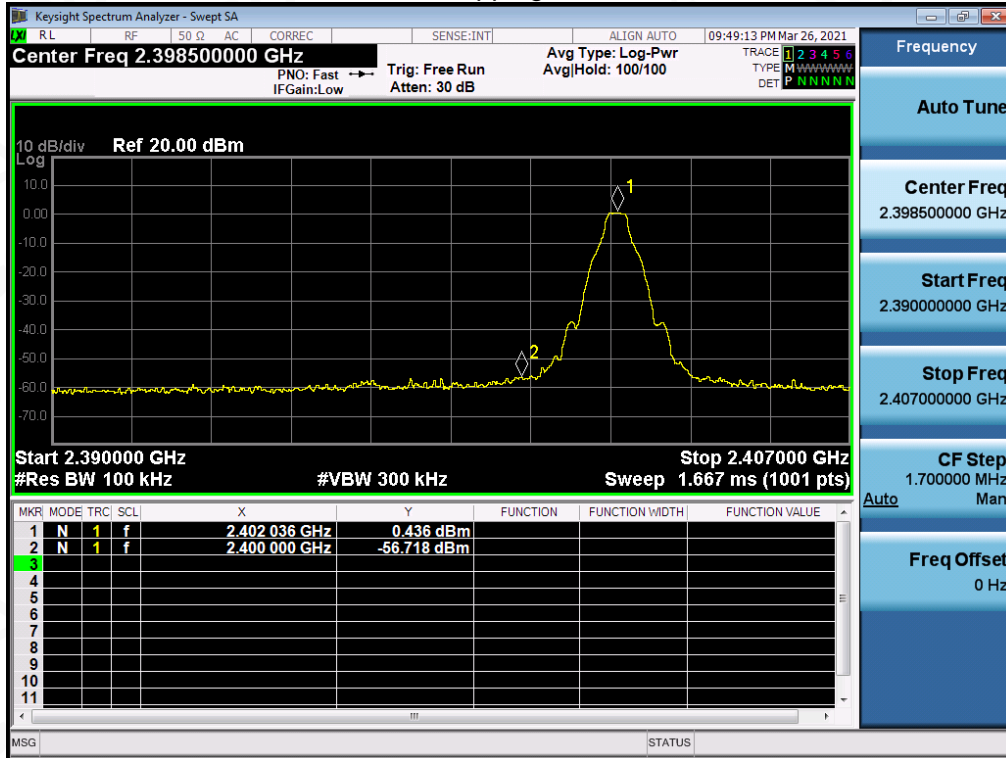 Keysight Spectrum Analyzer - Swept SA
LXI RL RF 50 Ω AC CORREC SENSE:INT ALIGN AUTO 09:49:13 PM Mar 26, 2021
Center Freq 2.398500000 GHz
PNO: Fast
IFGain:Low
Trig: Free Run
Atten: 30 dB
Avg Type: Log-Pwr
Avg|Hold: 100/100
TRACE 1 2 3 4 5 6
TYPE M WWWWW
DET P N N N N N
10 dB/div Ref 20.00 dBm
Log
10.0
0.00
-10.0
-20.0
-30.0
-40.0
-50.0
-60.0
-70.0
1
2
Start 2.390000 GHz Stop 2.407000 GHz
#Res BW 100 kHz #VBW 300 kHz Sweep 1.667 ms (1001 pts)
MKR MODE TRC SCL X Y FUNCTION FUNCTION WIDTH FUNCTION VALUE
1 N 1 f 2.402 036 GHz 0.436 dBm
2 N 1 f 2.400 000 GHz -56.718 dBm
3
4
5
6
7
8
9
10
11
MSG STATUS
Frequency
Auto Tune
Center Freq
2.398500000 GHz
Start Freq
2.390000000 GHz
Stop Freq
2.407000000 GHz
CF Step
1.700000 MHz
Auto Man
Freq Offset
0 Hz